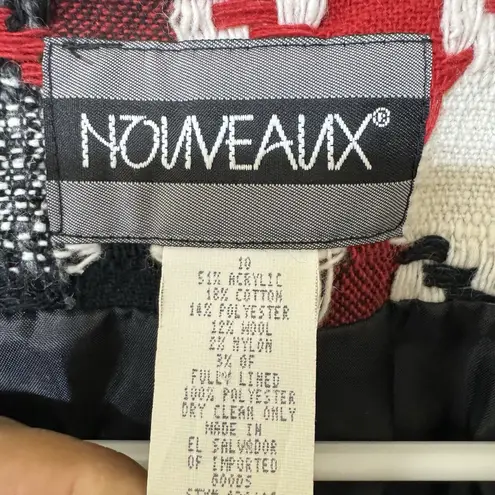 NOUVEAUX®
10
51% ACRYLIC
18% COTTON
14% POLYESTER
12% WOOL
2% NYLON
3% OF
FULLY LINED
100% POLYESTER
DRY CLEAN ONLY
MADE IN
EL SALVADOR
OF IMPORTED
GOODS